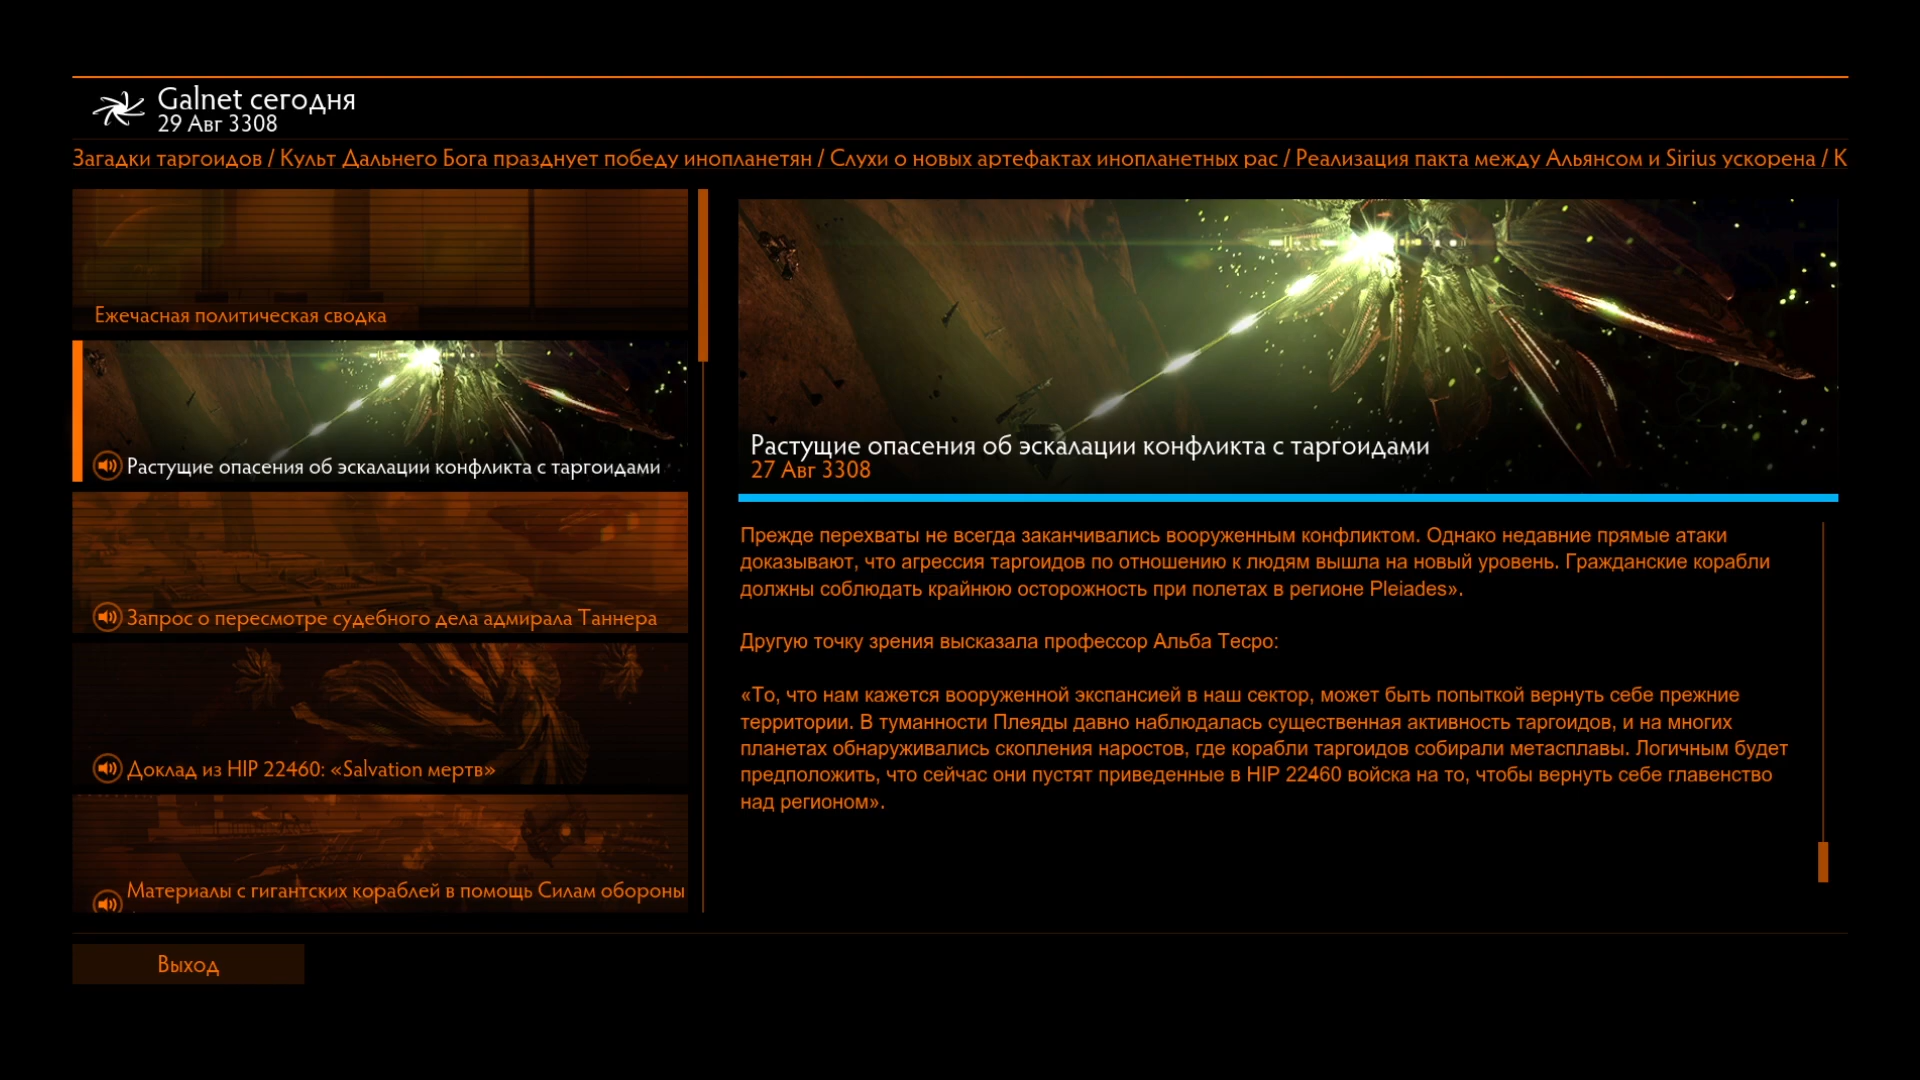 Galnet сегодня
29 Авг 3308
Загадки таргоидов / Культ Дальнего Бога празднует победу инопланетян / Слухи о новых артефактах инопланетных рас / Реализация пакта между Альянсом и Sirius ускорена / К
Ежечасная политическая сводка
Растущие опасения об эскалации конфликта с таргоидами
Запрос о пересмотре судебного дела адмирала Таннера
Доклад из HIP 22460: «Salvation мертв»
Материалы с гигантских кораблей в помощь Силам обороны
Растущие опасения об эскалации конфликта с таргоидами
27 Авг 3308
Прежде перехваты не всегда заканчивались вооруженным конфликтом. Однако недавние прямые атаки
доказывают, что агрессия таргоидов по отношению к людям вышла на новый уровень. Гражданские корабли
должны соблюдать крайнюю осторожность при полетах в регионе Pleiades».
Другую точку зрения высказала профессор Альба Тесро:
«То, что нам кажется вооруженной экспансией в наш сектор, может быть попыткой вернуть себе прежние
территории. В туманности Плеяды давно наблюдалась существенная активность таргоидов, и на многих
планетах обнаруживались скопления наростов, где корабли таргоидов собирали метасплавы. Логичным будет
предположить, что сейчас они пустят приведенные в HIP 22460 войска на то, чтобы вернуть себе главенство
над регионом».
Выход